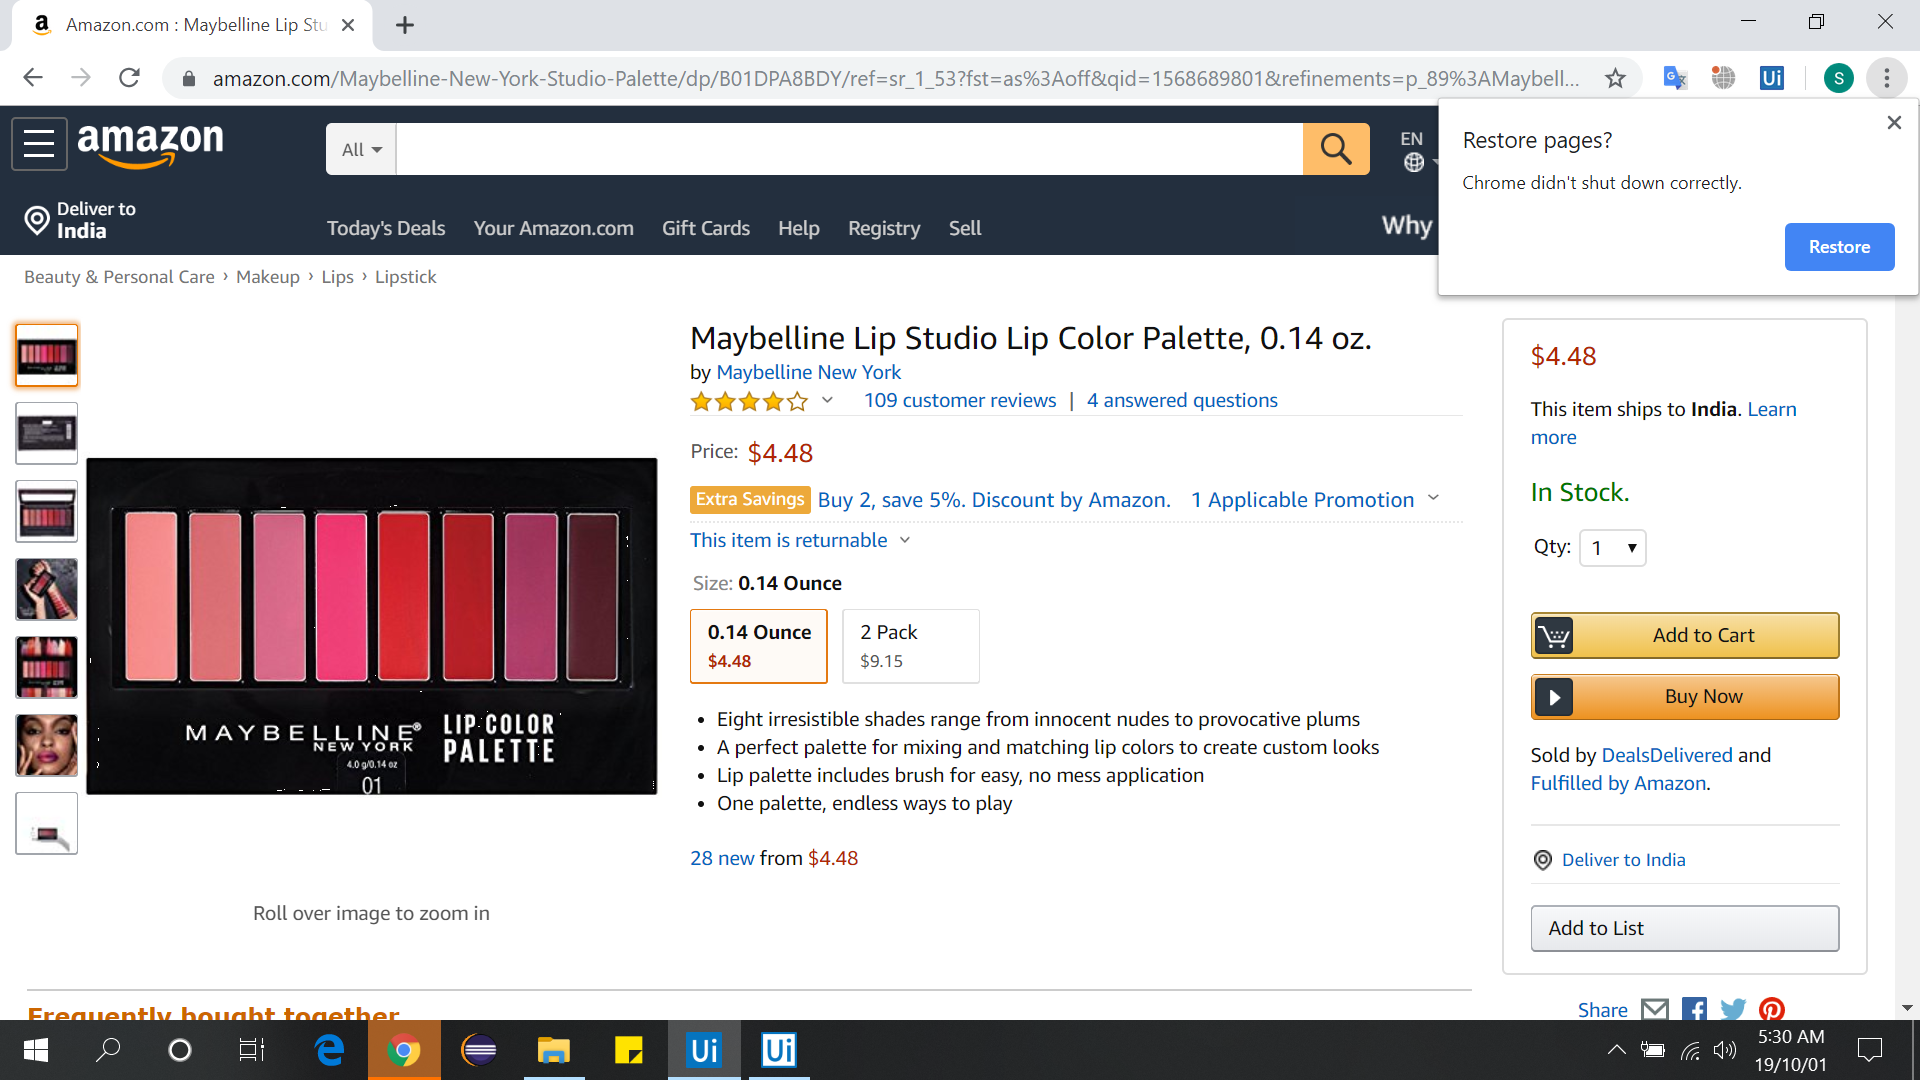 Amazon.com : Maybelline Lip Stu
amazon.com/Maybelline-New-York-Studio-Palette/dp/B01DPA8BDY/ref=sr_1_53?fst=as%3Aoff&qid=1568689801&refinements=p_89%3AMaybell...
Ui
S
Restore pages?
Chrome didn't shut down correctly.
Restore
amazon
All
EN
Deliver to
India
Today's Deals
Your Amazon.com
Gift Cards
Help
Registry
Sell
Why
Beauty & Personal Care › Makeup › Lips › Lipstick
MAYBELLINE®
NEW YORK
LIP COLOR
PALETTE
4.0 g/0.14 oz
01
Roll over image to zoom in
Maybelline Lip Studio Lip Color Palette, 0.14 oz.
by Maybelline New York
109 customer reviews | 4 answered questions
Price: $4.48
Extra Savings Buy 2, save 5%. Discount by Amazon. 1 Applicable Promotion
This item is returnable
Size: 0.14 Ounce
0.14 Ounce
$4.48
2 Pack
$9.15
• Eight irresistible shades range from innocent nudes to provocative plums
• A perfect palette for mixing and matching lip colors to create custom looks
• Lip palette includes brush for easy, no mess application
• One palette, endless ways to play
28 new from $4.48
$4.48
This item ships to India. Learn
more
In Stock.
Qty: 1
Add to Cart
Buy Now
Sold by DealsDelivered and
Fulfilled by Amazon.
Deliver to India
Add to List
Share
Frequently bought together
Ui
Ui
5:30 AM
19/10/01